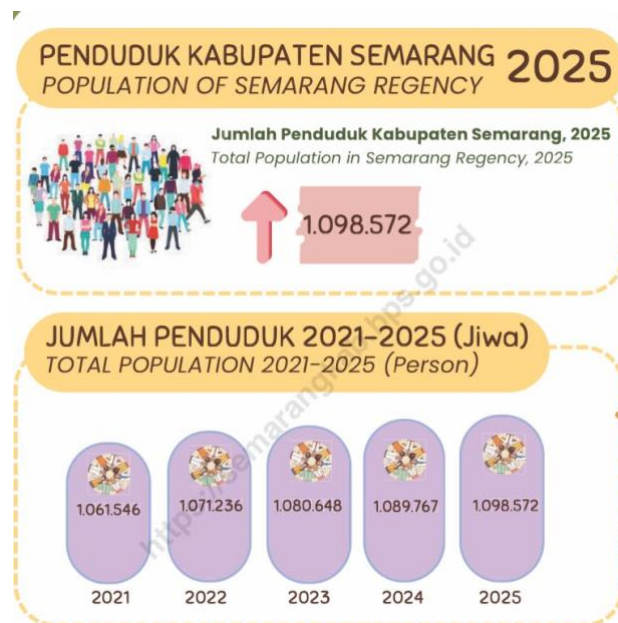 PENDUDUK KABUPATEN SEMARANG 2025
POPULATION OF SEMARANG REGENCY
Jumlah Penduduk Kabupaten Semarang, 2025
Total Population in Semarang Regency, 2025
1.098.572
JUMLAH PENDUDUK 2021-2025 (Jiwa)
TOTAL POPULATION 2021-2025 (Person)
1.061.546 1.071.236 1.080.648 1.089.767 1.098.572
2021 2022 2023 2024 2025
https://semarangkab.bps.go.id